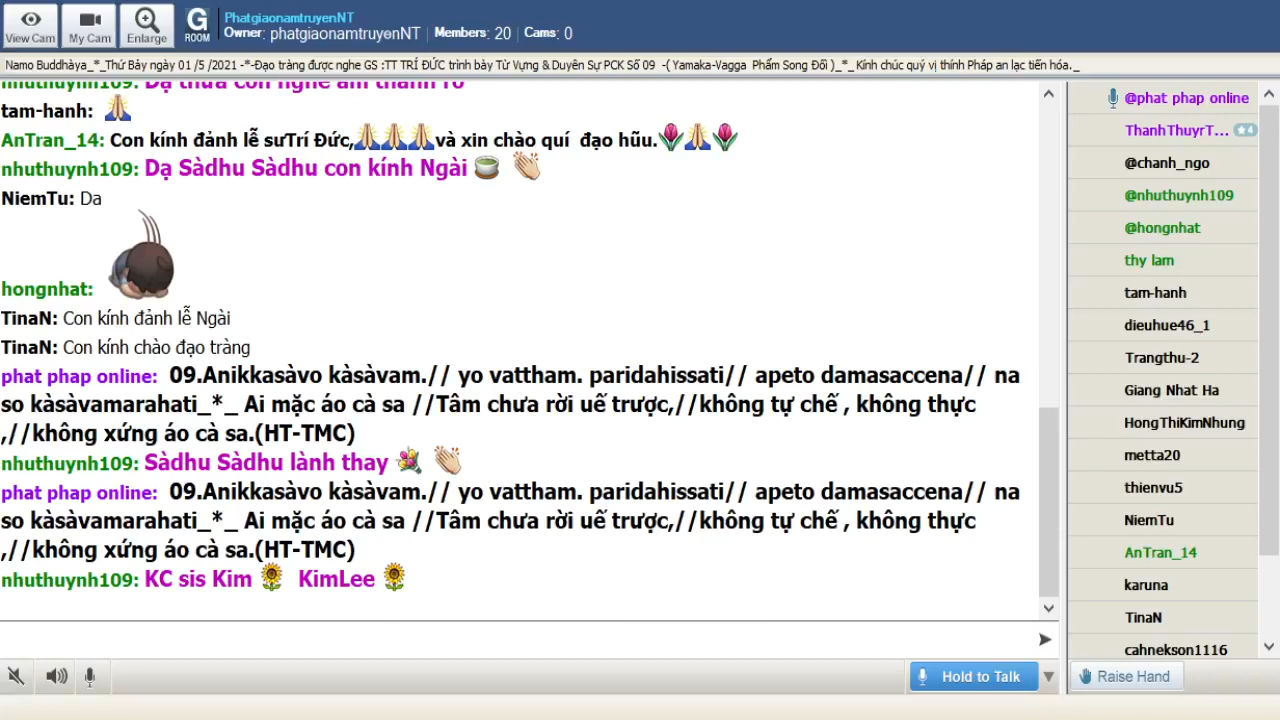 View Cam
My Cam
Enlarge
G
ROOM
PhatgiaonamtruyenNT
Owner: phatgiaonamtruyenNT | Members: 20 | Cams: 0
Namo Buddhàya_*_Thứ Bảy ngày 01 /5 /2021 -*-Đạo tràng được nghe GS :TT TRÍ ĐỨC trình bày Từ Vựng & Duyên Sự PCK Số 09 -( Yamaka-Vagga Phẩm Song Đối )_*_ Kính chúc quý vị thính Pháp an lạc tiến hóa._
nhuthuynh109: Dạ thưa con nghe âm thanh rõ
tam-hanh:
AnTran_14: Con kính đảnh lễ sưTrí Đức,và xin chào quí đạo hũu.
nhuthuynh109: Dạ Sàdhu Sàdhu con kính Ngài
NiemTu: Da
hongnhat:
TinaN: Con kính đảnh lễ Ngài
TinaN: Con kính chào đạo tràng
phat phap online: 09.Anikkasàvo kàsàvam.// yo vattham. paridahissati// apeto damasaccena// na
so kàsàvamarahati_*_ Ai mặc áo cà sa //Tâm chưa rời uế trược,//không tự chế , không thực
,//không xứng áo cà sa.(HT-TMC)
nhuthuynh109: Sàdhu Sàdhu lành thay
phat phap online: 09.Anikkasàvo kàsàvam.// yo vattham. paridahissati// apeto damasaccena// na
so kàsàvamarahati_*_ Ai mặc áo cà sa //Tâm chưa rời uế trược,//không tự chế , không thực
,//không xứng áo cà sa.(HT-TMC)
nhuthuynh109: KC sis Kim KimLee
@phat phap online
ThanhThuyrT... 4
@chanh_ngo
@nhuthuynh109
@hongnhat
thy lam
tam-hanh
dieuhue46_1
Trangthu-2
Giang Nhat Ha
HongThiKimNhung
metta20
thienvu5
NiemTu
AnTran_14
karuna
TinaN
cahnekson1116
Hold to Talk
Raise Hand